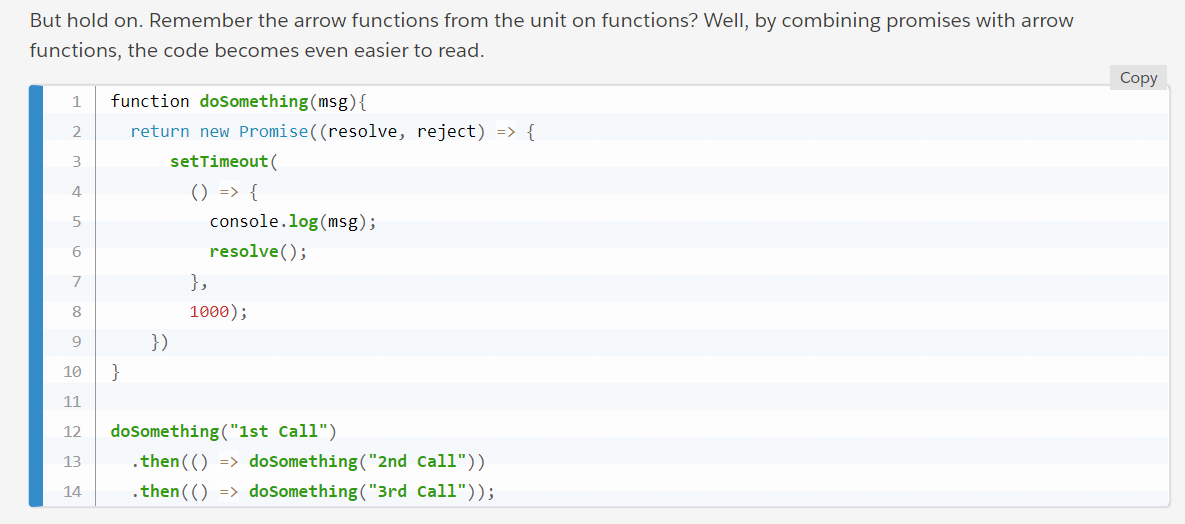 But hold on. Remember the arrow functions from the unit on functions? Well, by combining promises with arrow
functions, the code becomes even easier to read.
Copy
1 function doSomething(msg){
2   return new Promise((resolve, reject) => {
3       setTimeout(
4         () => {
5           console.log(msg);
6           resolve();
7         },
8         1000);
9     })
10 }
11
12 doSomething("1st Call")
13   .then(() => doSomething("2nd Call"))
14   .then(() => doSomething("3rd Call"));